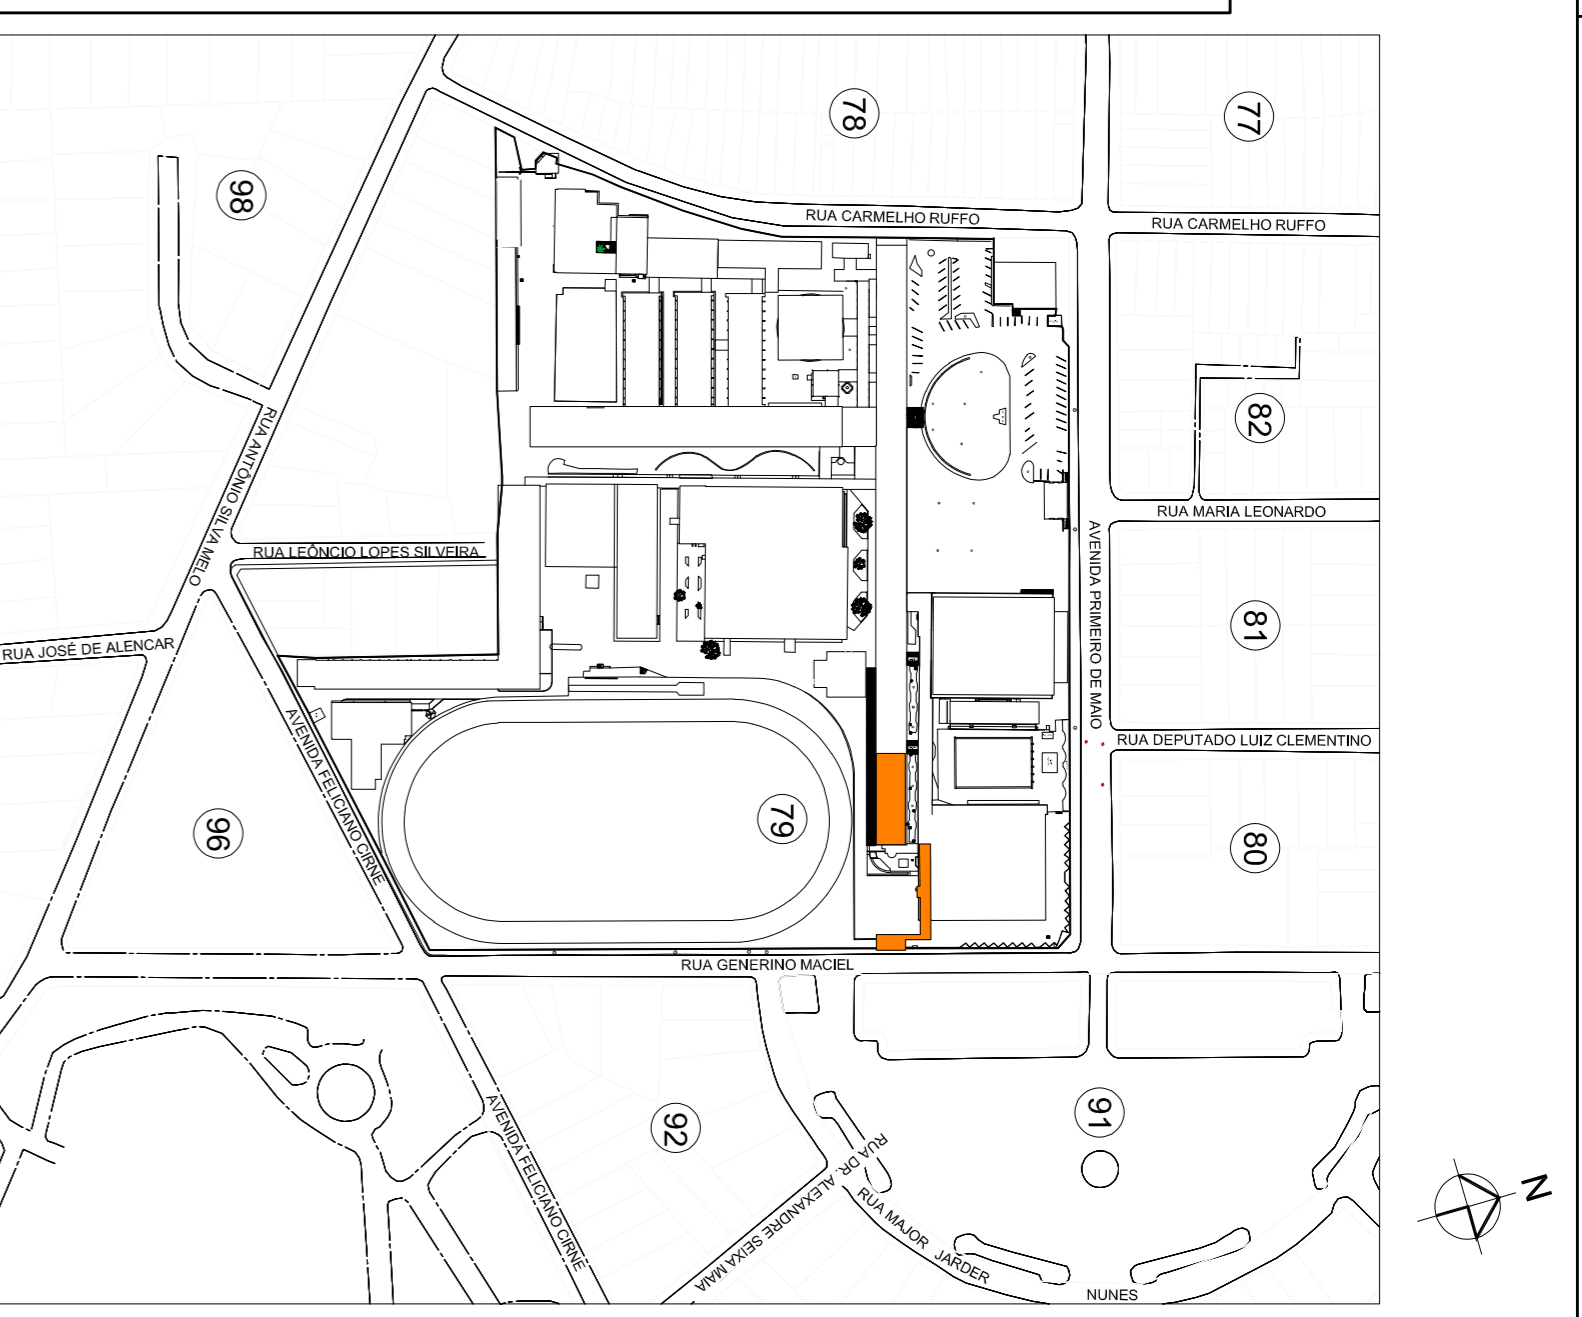 78
77
98
RUA CARMELHO RUFFO
RUA CARMELHO RUFFO
82
RUA ANTÔNIO SILVA MELO
RUA MARIA LEONARDO
RUA LEÔNCIO LOPES SILVEIRA
AVENIDA PRIMEIRO DE MAIO
81
RUA JOSÉ DE ALENCAR
RUA DEPUTADO LUIZ CLEMENTINO
AVENIDA FELICIANO CIRNE
79
96
80
RUA GENERINO MACIEL
92
91
AVENIDA FELICIANO CIRNE
RUA DR. ALEXANDRE SEIXA MAIA
RUA MAJOR JARDER
NUNES
N